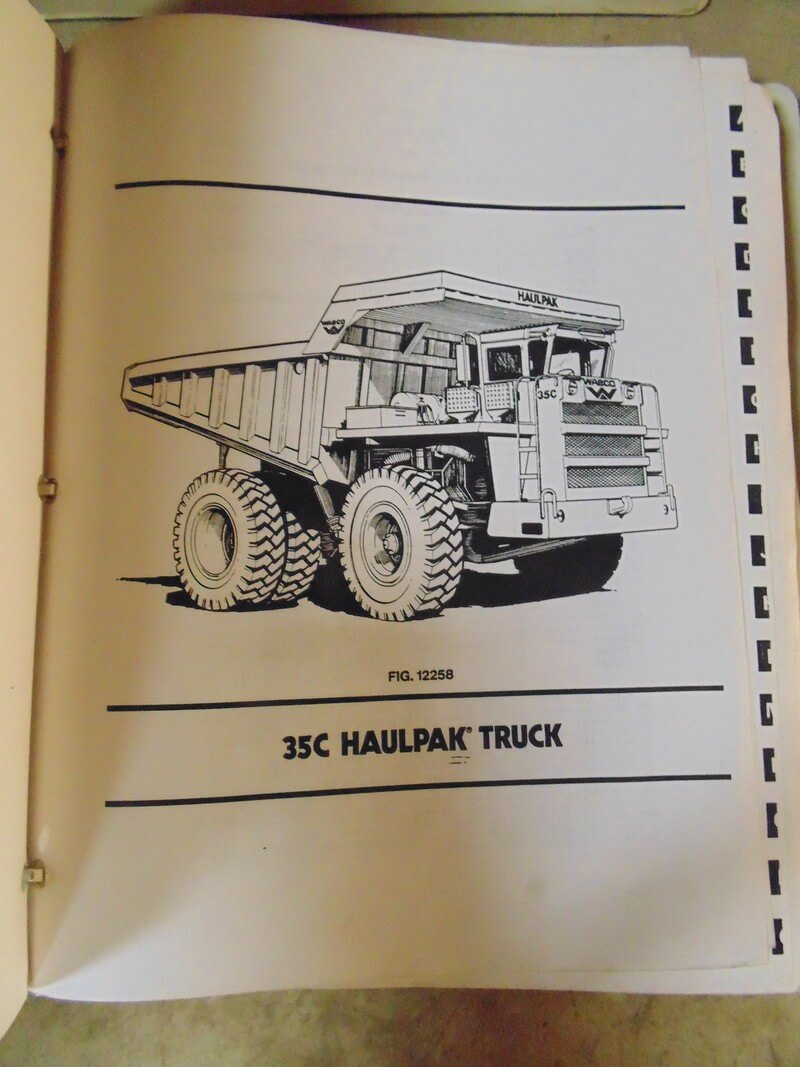 HAULPAK
WABCO
WABCO
35C
FIG. 12258
35C HAULPAK® TRUCK